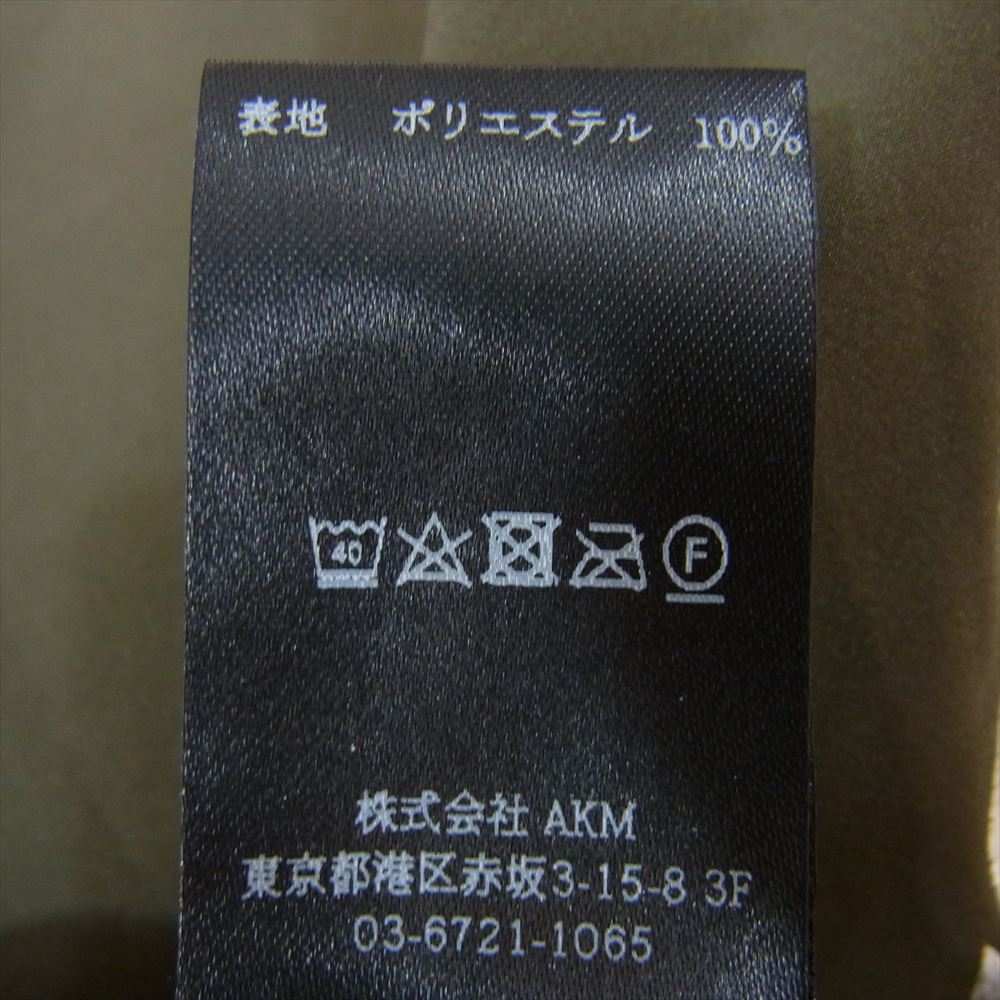 表地 ポリエステル 100%
40 F
株式会社 AKM
東京都港区赤坂3-15-8 3F
03-6721-1065